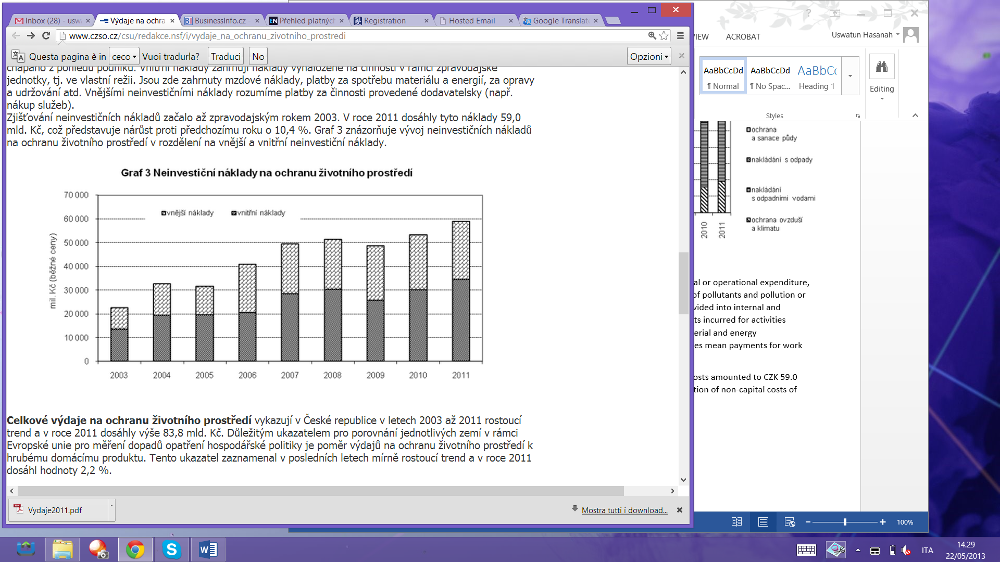 Inbox (28) - usw
Výdaje na ochra
BusinessInfo.cz -
Přehled platných
Registration
Hosted Email
Google Translate
www.czso.cz/csu/redakce.nsf/i/vydaje_na_ochranu_zivotniho_prostredi
Questa pagina è in ceco Vuoi tradurla? Traduci No Opzioni
chápáno z pohledu podniku. Vnitřní náklady zahrnují náklady vynaložené na činnosti v rámci zpravodajské
jednotky, tj. ve vlastní režii. Jsou zde zahrnuty mzdové náklady, platby za spotřebu materiálu a energií, za opravy
a udržování atd. Vnějšími neinvestičními náklady rozumíme platby za činnosti provedené dodavatelsky (např.
nákup služeb).
Zjišťování neinvestičních nákladů začalo až zpravodajským rokem 2003. V roce 2011 dosáhly tyto náklady 59,0
mld. Kč, což představuje nárůst proti předchozímu roku o 10,4 %. Graf 3 znázorňuje vývoj neinvestičních nákladů
na ochranu životního prostředí v rozdělení na vnější a vnitřní neinvestiční náklady.
Graf 3 Neinvestiční náklady na ochranu životního prostředí
mil. Kč (běžné ceny)
70 000
60 000
50 000
40 000
30 000
20 000
10 000
0
vnější náklady
vnitřní náklady
2003 2004 2005 2006 2007 2008 2009 2010 2011
Celkové výdaje na ochranu životního prostředí vykazují v České republice v letech 2003 až 2011 rostoucí
trend a v roce 2011 dosáhly výše 83,8 mld. Kč. Důležitým ukazatelem pro porovnání jednotlivých zemí v rámci
Evropské unie pro měření dopadů opatření hospodářské politiky je poměr výdajů na ochranu životního prostředí k
hrubému domácímu produktu. Tento ukazatel zaznamenal v posledních letech mírně rostoucí trend a v roce 2011
dosáhl hodnoty 2,2 %.
Vydaje2011.pdf
Mostra tutti i download...
IEW ACROBAT
Uswatun Hasanah
AaBbCcDd AaBbCcDd AaBbCc
¶ Normal ¶ No Spac... Heading 1
Styles
Editing
ochrana
a sanace půdy
nakládání s odpady
nakládání
s odpadními vodami
ochrana ovzduší
a klimatu
2010 2011
al or operational expenditure,
of pollutants and pollution or
vided into internal and
ts incurred for activities
erial and energy
es mean payments for work
osts amounted to CZK 59.0
tion of non-capital costs of
100%
ITA
14.29
22/05/2013